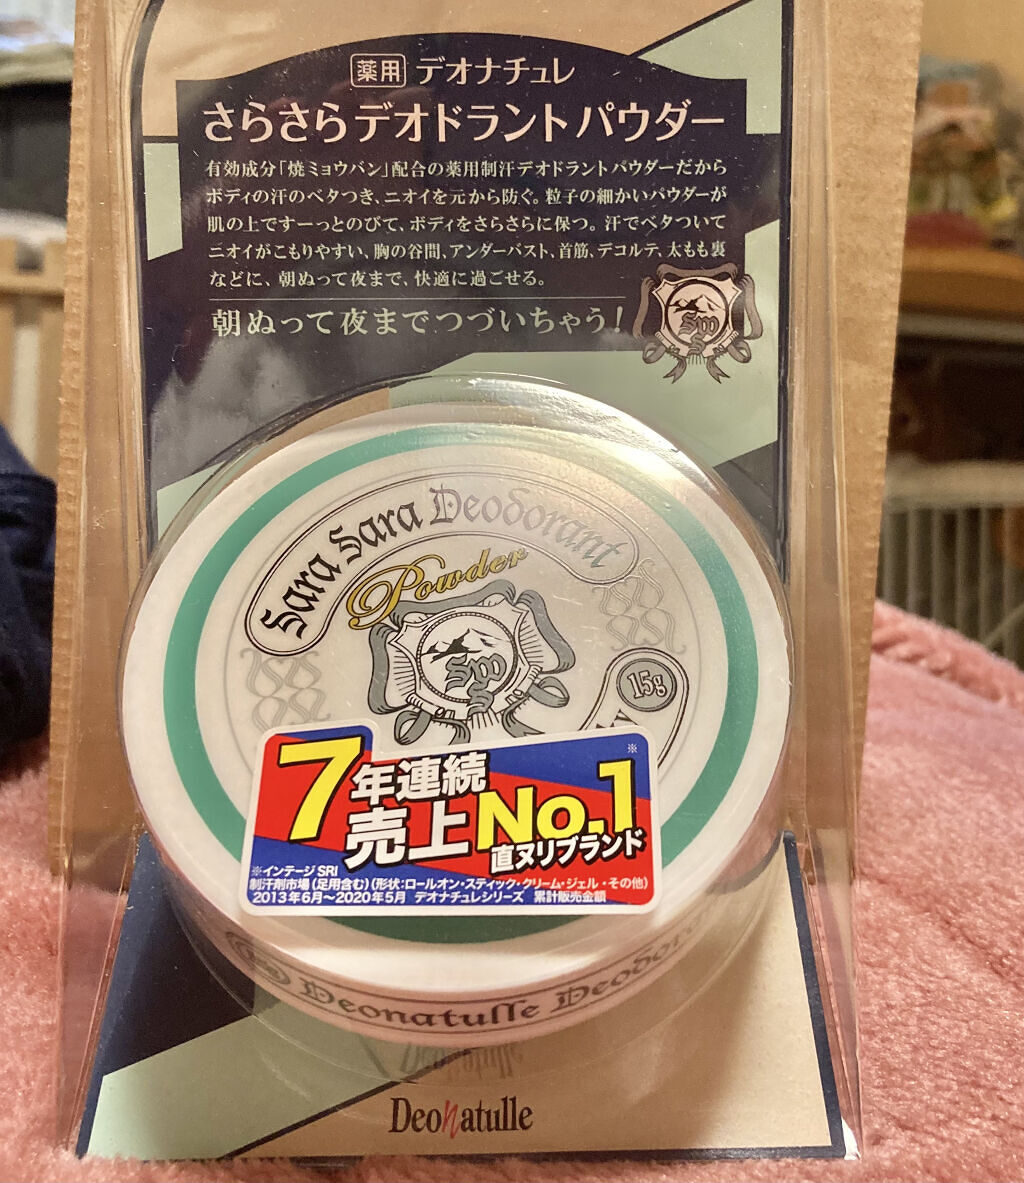 薬用 デオナチュレ
さらさらデオドラントパウダー
有効成分「焼ミョウバン」配合の薬用制汗デオドラントパウダーだから
ボディの汗のベタつき、ニオイを元から防ぐ。粒子の細かいパウダーが
肌の上ですーっとのびて、ボディをさらさらに保つ。汗でベタついて
ニオイがこもりやすい、胸の谷間、アンダーバスト、首筋、デコルテ、太もも裏
などに、朝ぬって夜まで、快適に過ごせる。
朝ぬって夜までつづいちゃう!
Sara Sara Deodorant
Powder
15g
7年連続
売上No.1
※
直ヌリブランド
※インテージSRI
制汗剤市場(足用含む)(形状:ロールオン・スティック・クリーム・ジェル・その他)
2013年6月〜2020年5月 デオナチュレシリーズ 累計販売金額
Deonatulle
Deonatulle